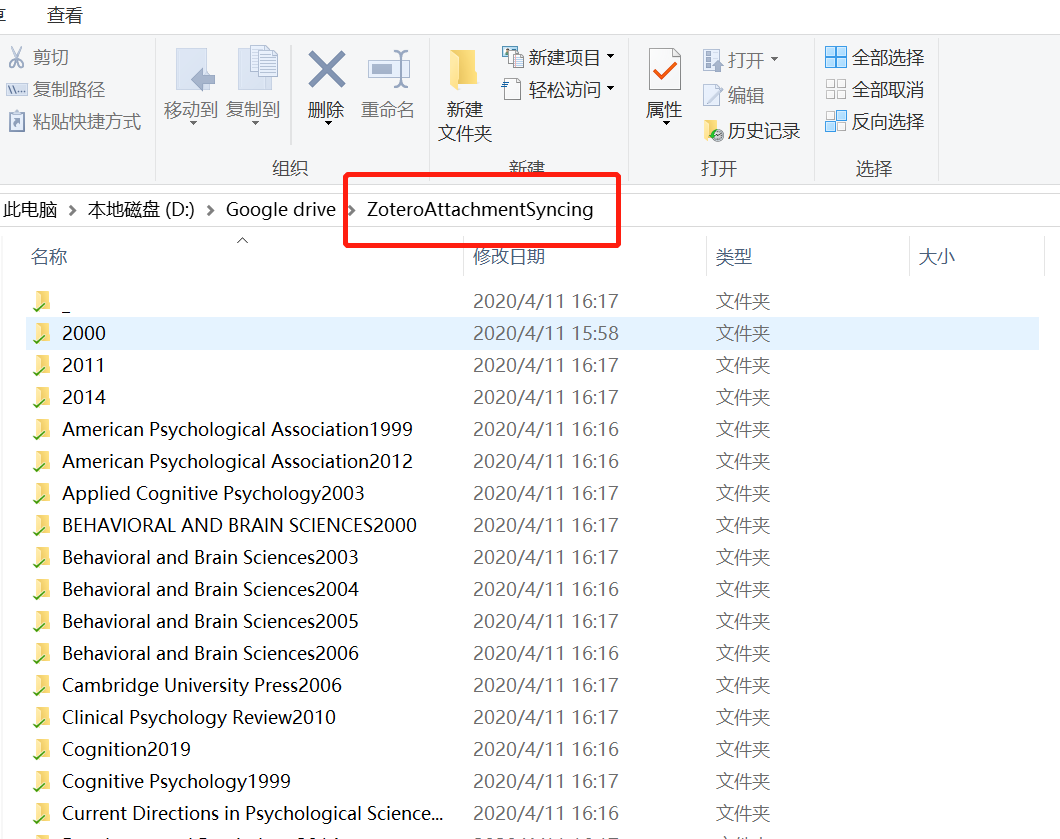 查看
剪切
复制路径
粘贴快捷方式
移动到
复制到
删除
重命名
新建
文件夹
新建项目
轻松访问
属性
打开
编辑
历史记录
全部选择
全部取消
反向选择
组织
新建
打开
选择
此电脑 > 本地磁盘 (D:) > Google drive > ZoteroAttachmentSyncing
名称 修改日期 类型 大小
_ 2020/4/11 16:17 文件夹
2000 2020/4/11 15:58 文件夹
2011 2020/4/11 16:17 文件夹
2014 2020/4/11 16:17 文件夹
American Psychological Association1999 2020/4/11 16:16 文件夹
American Psychological Association2012 2020/4/11 16:16 文件夹
Applied Cognitive Psychology2003 2020/4/11 16:17 文件夹
BEHAVIORAL AND BRAIN SCIENCES2000 2020/4/11 16:17 文件夹
Behavioral and Brain Sciences2003 2020/4/11 16:17 文件夹
Behavioral and Brain Sciences2004 2020/4/11 16:16 文件夹
Behavioral and Brain Sciences2005 2020/4/11 16:17 文件夹
Behavioral and Brain Sciences2006 2020/4/11 16:16 文件夹
Cambridge University Press2006 2020/4/11 16:17 文件夹
Clinical Psychology Review2010 2020/4/11 16:17 文件夹
Cognition2019 2020/4/11 16:16 文件夹
Cognitive Psychology1999 2020/4/11 16:17 文件夹
Current Directions in Psychological Science... 2020/4/11 16:16 文件夹